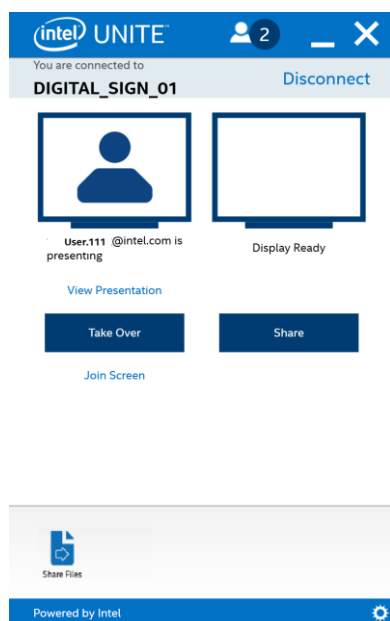 intel UNITE™
2
You are connected to
Disconnect
DIGITAL_SIGN_01
User.111 @intel.com is
presenting
Display Ready
View Presentation
Take Over
Share
Join Screen
Share Files
Powered by Intel